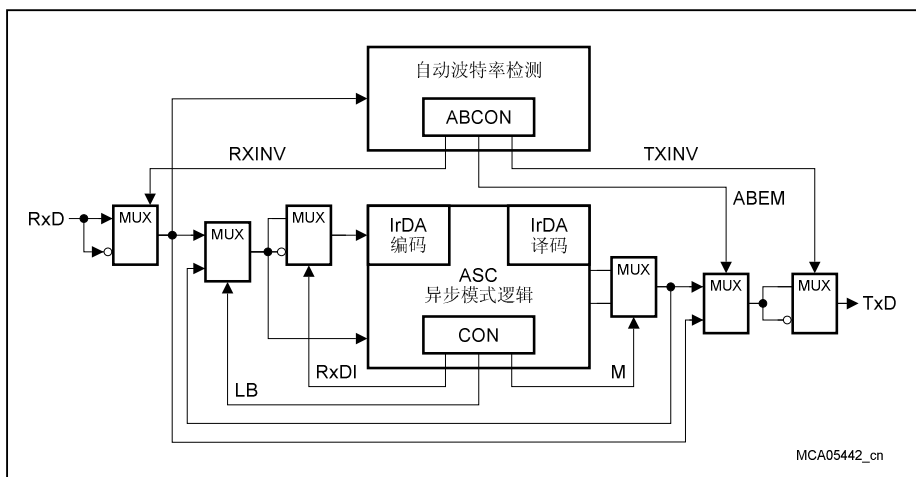 自动波特率检测
ABCON
RXINV
TXINV
ABEM
RxD
MUX
MUX
MUX
IrDA
编码
IrDA
译码
ASC
异步模式逻辑
MUX
MUX
MUX
TxD
CON
LB
RxDI
M
MCA05442_cn